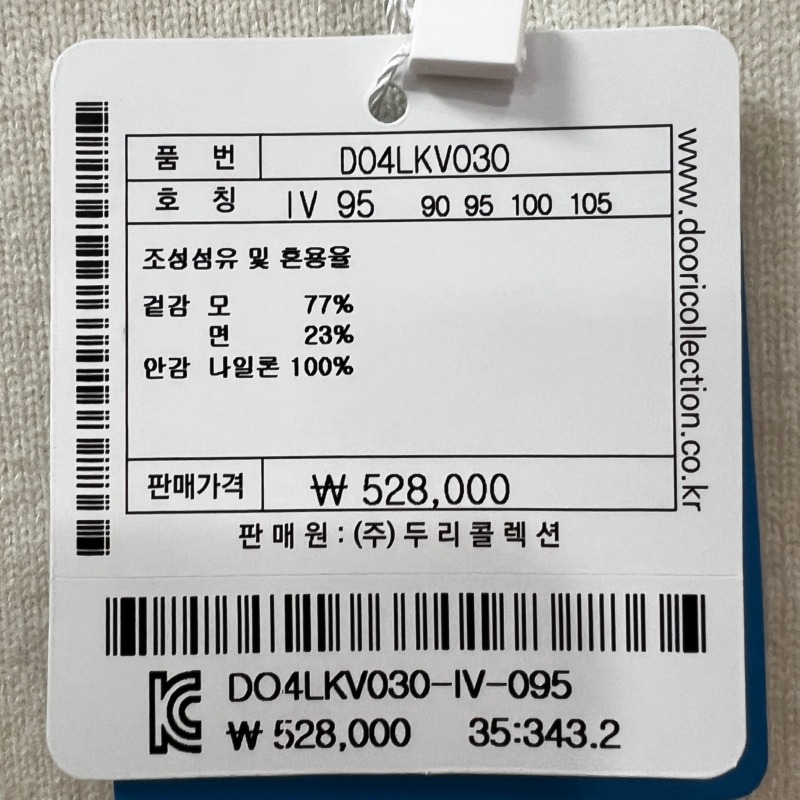 품 번 DO4LKV030
호 칭 IV 95 90 95 100 105
조성섬유 및 혼용율
겉감 모 77%
면 23%
안감 나일론 100%
판매가격 ₩ 528,000
판 매 원 : (주) 두 리 콜 렉 션
www.dooricollection.co.kr
KC DO4LKV030-IV-095
₩ 528,000 35:343.2